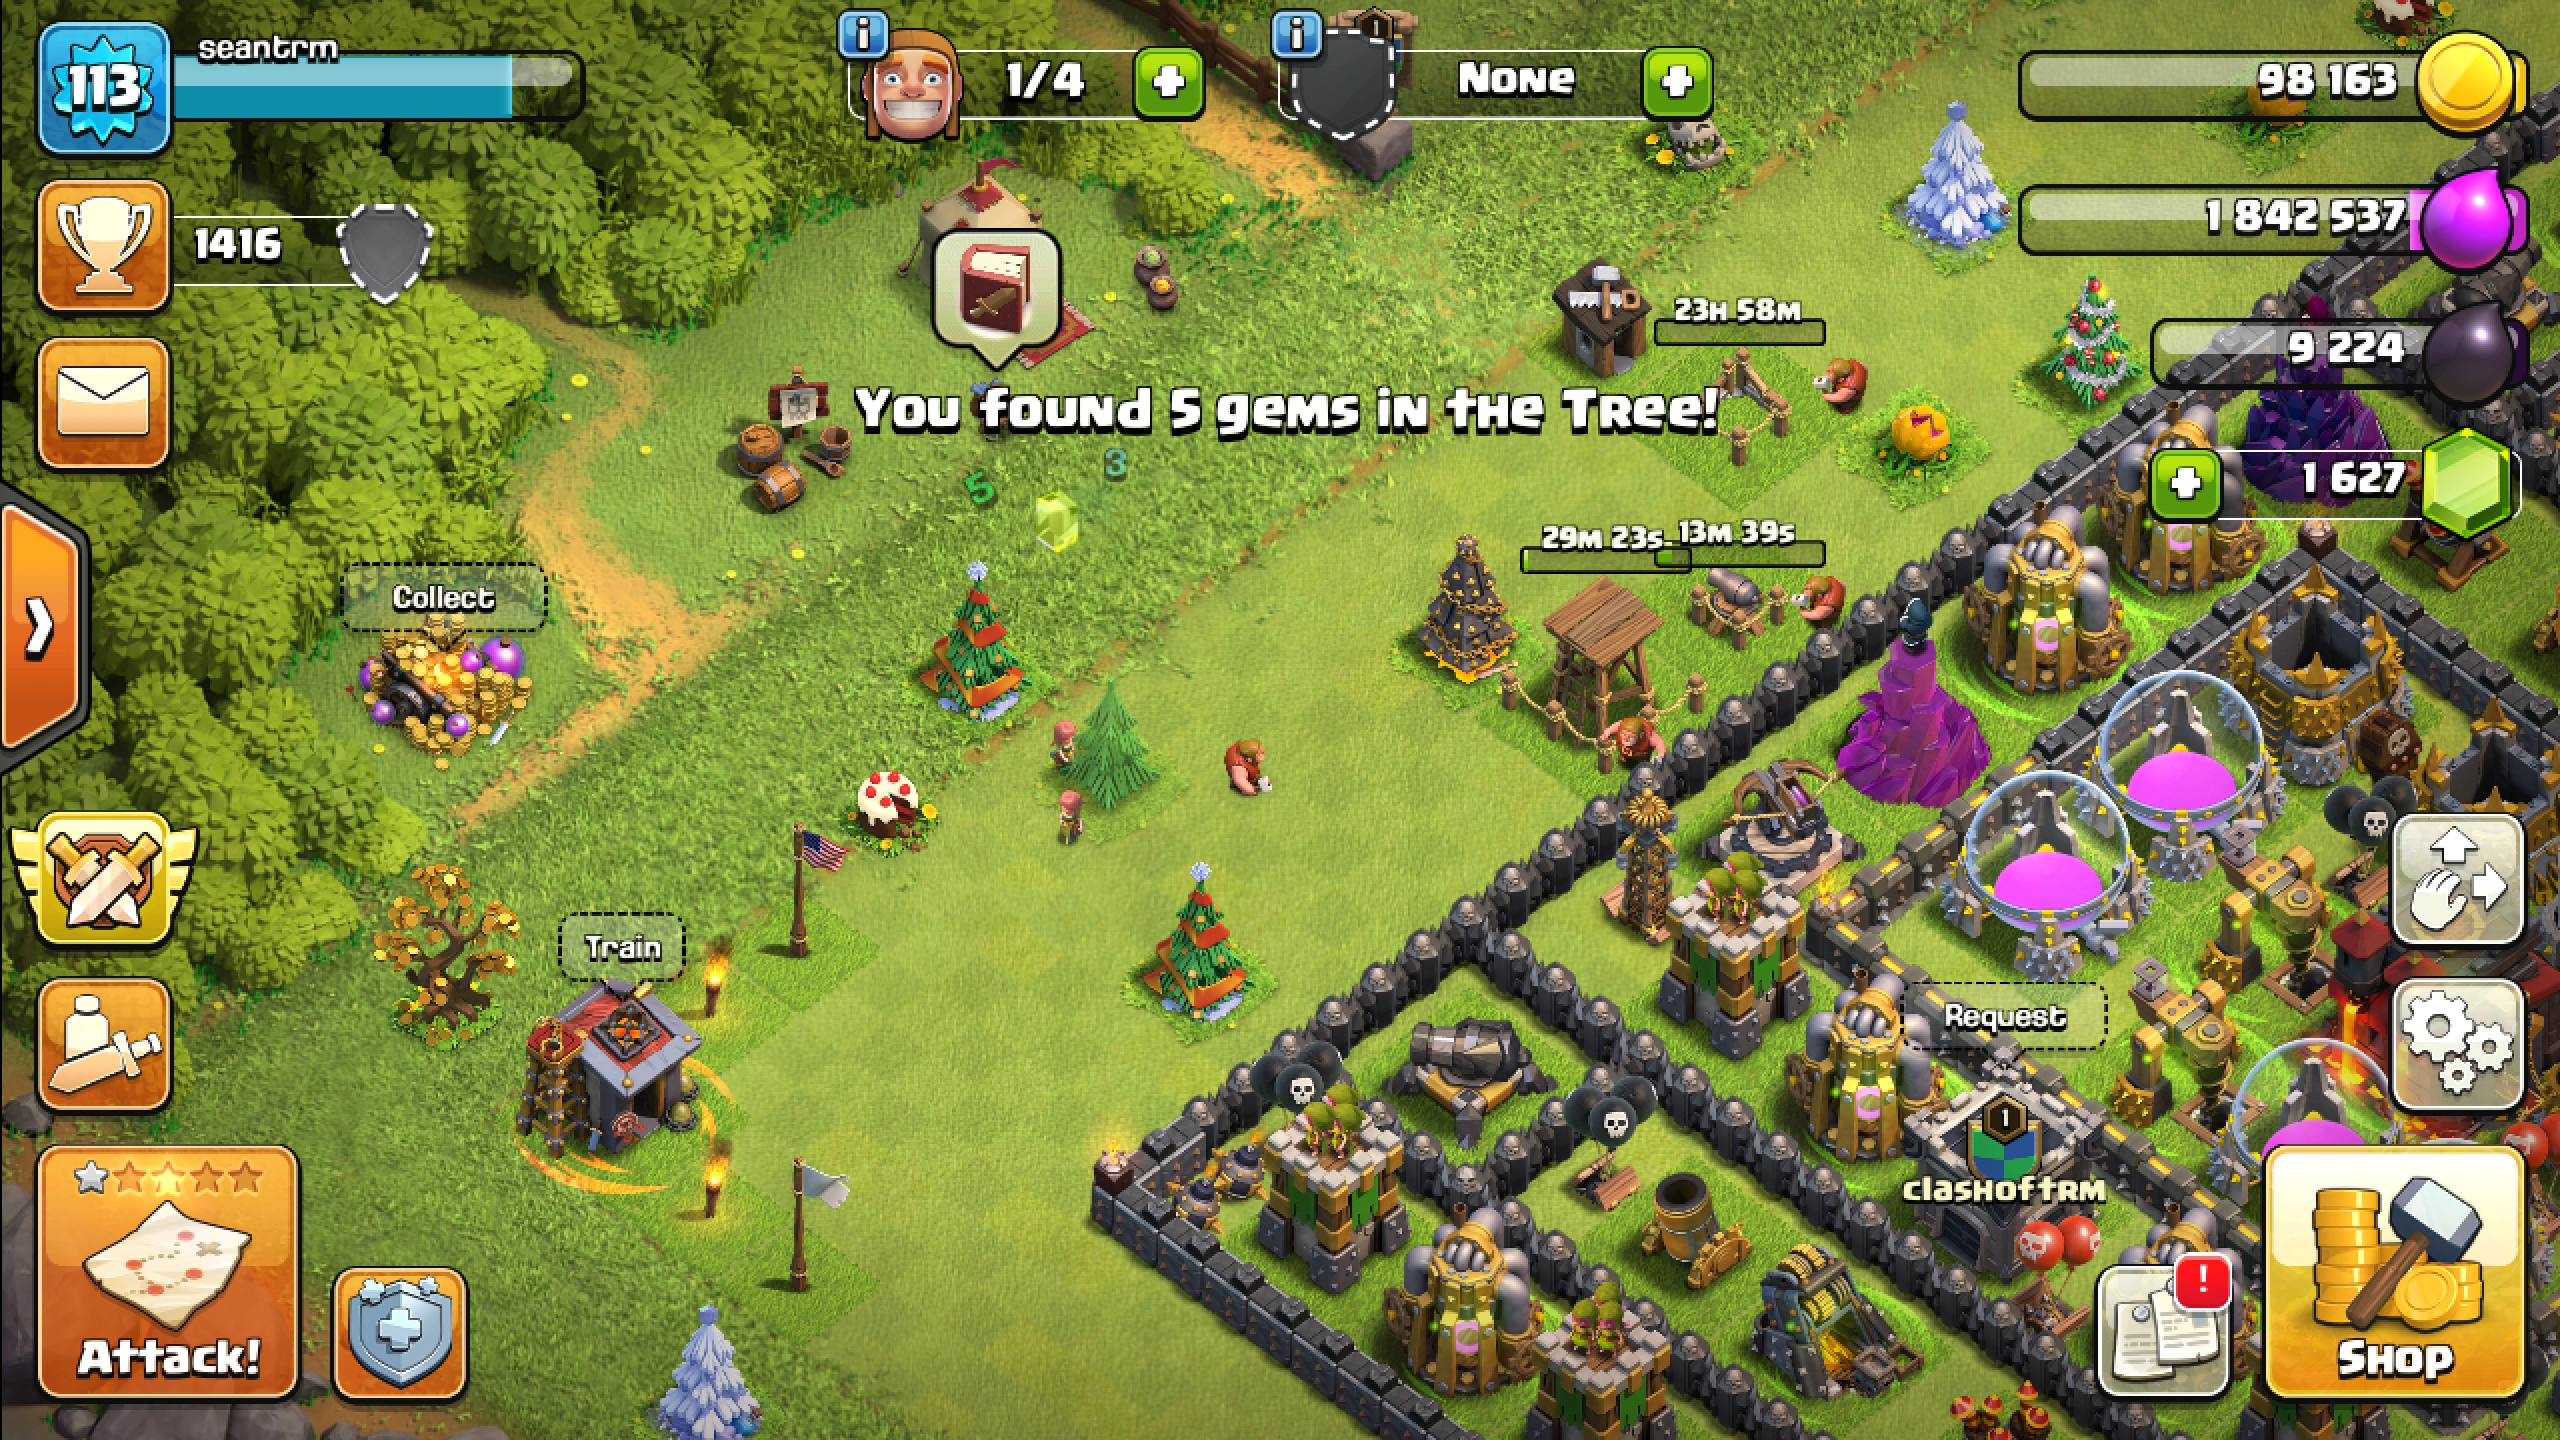 113
seantrm
1/4
None
98 163
1416
1 842 537
23H 58M
9 224
You found 5 gems in the Tree!
3
5
1 627
29M 23s
13M 39s
Collect
Train
Request
1
clashofTRM
Attack!
!
Shop